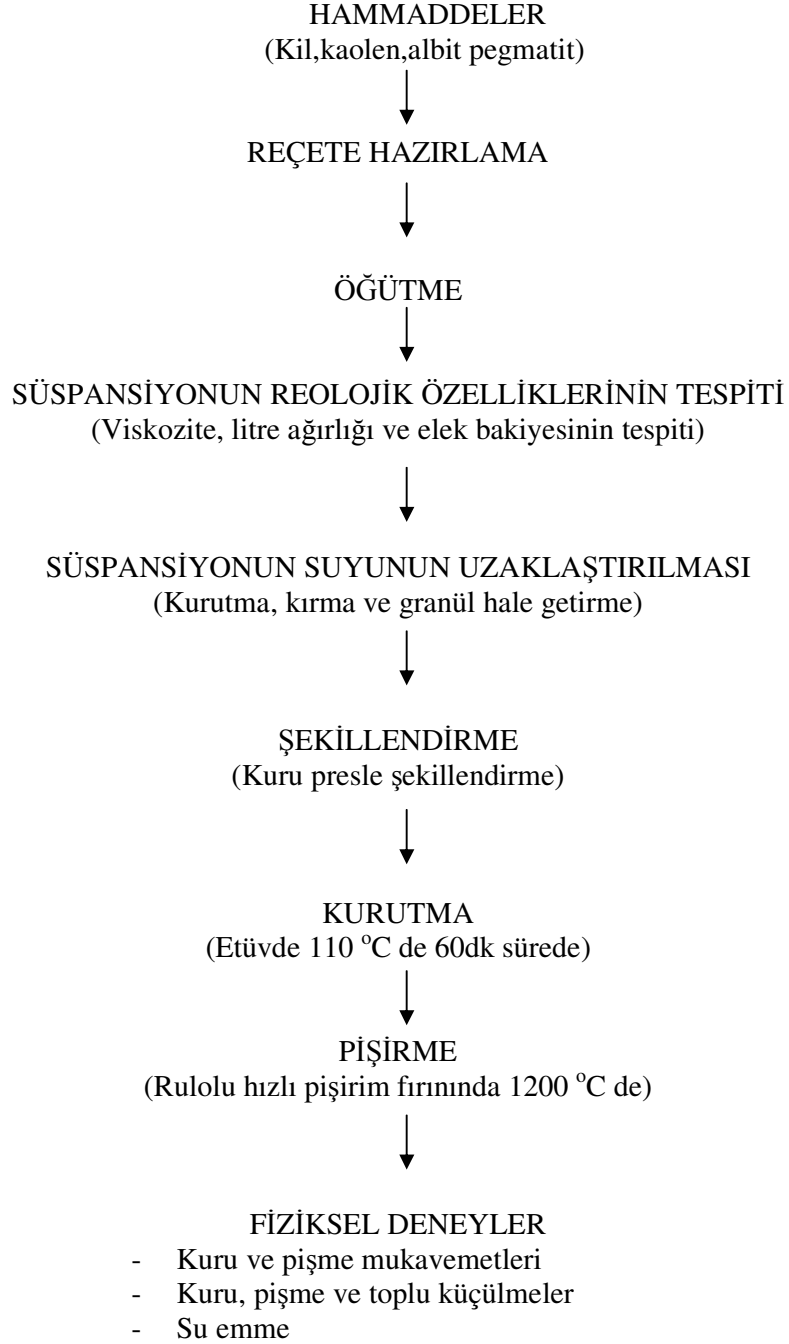 HAMMADDELER
(Kil,kaolen,albit pegmatit)
REÇETE HAZIRLAMA
ÖĞÜTME
SÜSPANSİYONUN REOLOJİK ÖZELLİKLERİNİN TESPİTİ
(Viskozite, litre ağırlığı ve elek bakiyesinin tespiti)
SÜSPANSİYONUN SUYUNUN UZAKLAŞTIRILMASI
(Kurutma, kırma ve granül hale getirme)
ŞEKİLLENDİRME
(Kuru presle şekillendirme)
KURUTMA
(Etüvde 110 °C de 60dk sürede)
PİŞİRME
(Rulolu hızlı pişirim fırınında 1200 °C de)
FİZİKSEL DENEYLER
- Kuru ve pişme mukavemetleri
- Kuru, pişme ve toplu küçülmeler
- Su emme